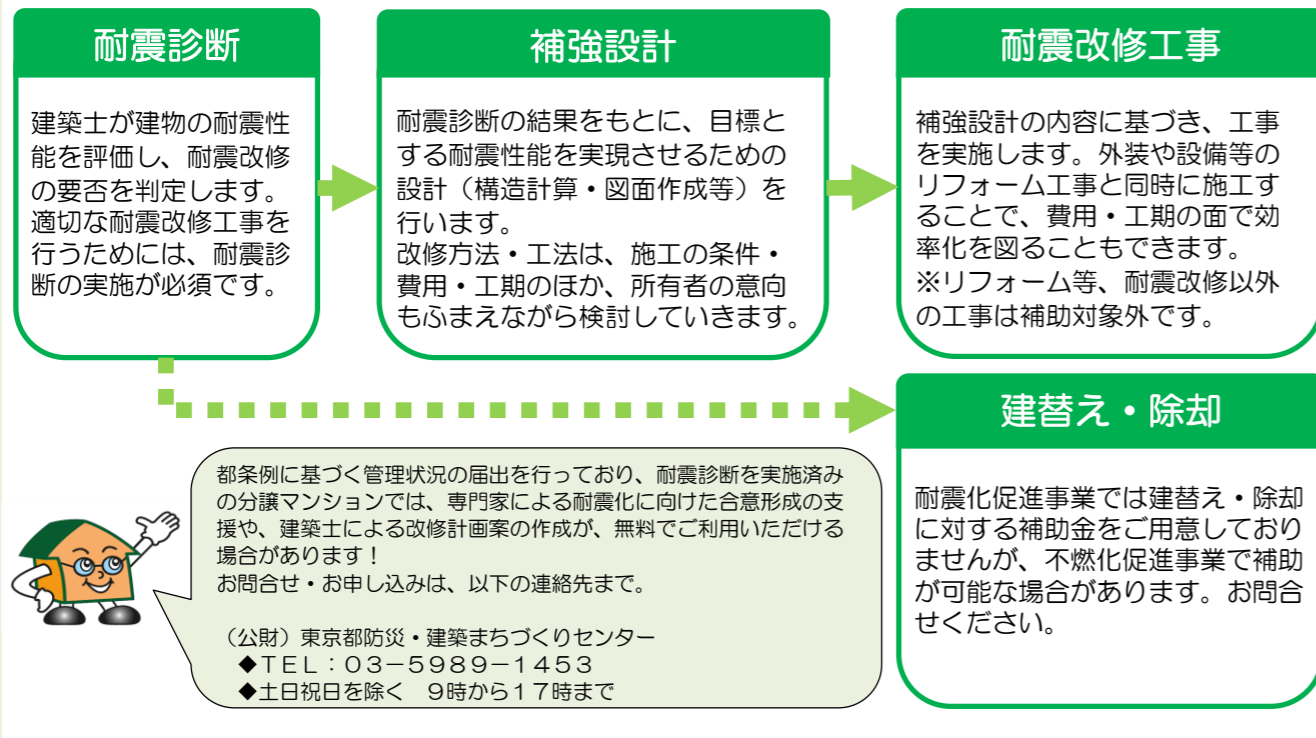 耐震診断
建築士が建物の耐震性
能を評価し、耐震改修
の要否を判定します。
適切な耐震改修工事を
行うためには、耐震診
断の実施が必須です。
補強設計
耐震診断の結果をもとに、目標と
する耐震性能を実現させるための
設計（構造計算・図面作成等）を
行います。
改修方法・工法は、施工の条件・
費用・工期のほか、所有者の意向
もふまえながら検討していきます。
耐震改修工事
補強設計の内容に基づき、工事
を実施します。外装や設備等の
リフォーム工事と同時に施工す
ることで、費用・工期の面で効
率化を図ることもできます。
※リフォーム等、耐震改修以外
の工事は補助対象外です。
建替え・除却
耐震化促進事業では建替え・除却
に対する補助金をご用意しており
ませんが、不燃化促進事業で補助
が可能な場合があります。お問合
せください。
都条例に基づく管理状況の届出を行っており、耐震診断を実施済み
の分譲マンションでは、専門家による耐震化に向けた合意形成の支
援や、建築士による改修計画案の作成が、無料でご利用いただける
場合があります！
お問合せ・お申し込みは、以下の連絡先まで。
（公財）東京都防災・建築まちづくりセンター
◆ＴＥＬ：０３－５９８９－１４５３
◆土日祝日を除く　９時から１７時まで